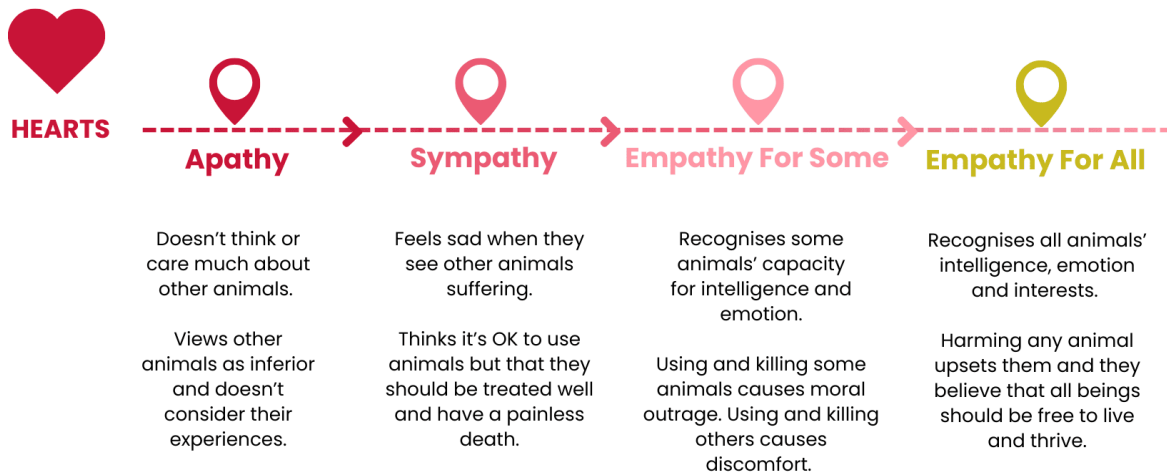 HEARTS
Apathy
Doesn’t think or
care much about
other animals.
Views other
animals as inferior
and doesn’t
consider their
experiences.
Sympathy
Feels sad when they
see other animals
suffering.
Thinks it’s OK to use
animals but that they
should be treated well
and have a painless
death.
Empathy For Some
Recognises some
animals’ capacity
for intelligence and
emotion.
Using and killing some
animals causes moral
outrage. Using and killing
others causes
discomfort.
Empathy For All
Recognises all animals’
intelligence, emotion
and interests.
Harming any animal
upsets them and they
believe that all beings
should be free to live
and thrive.